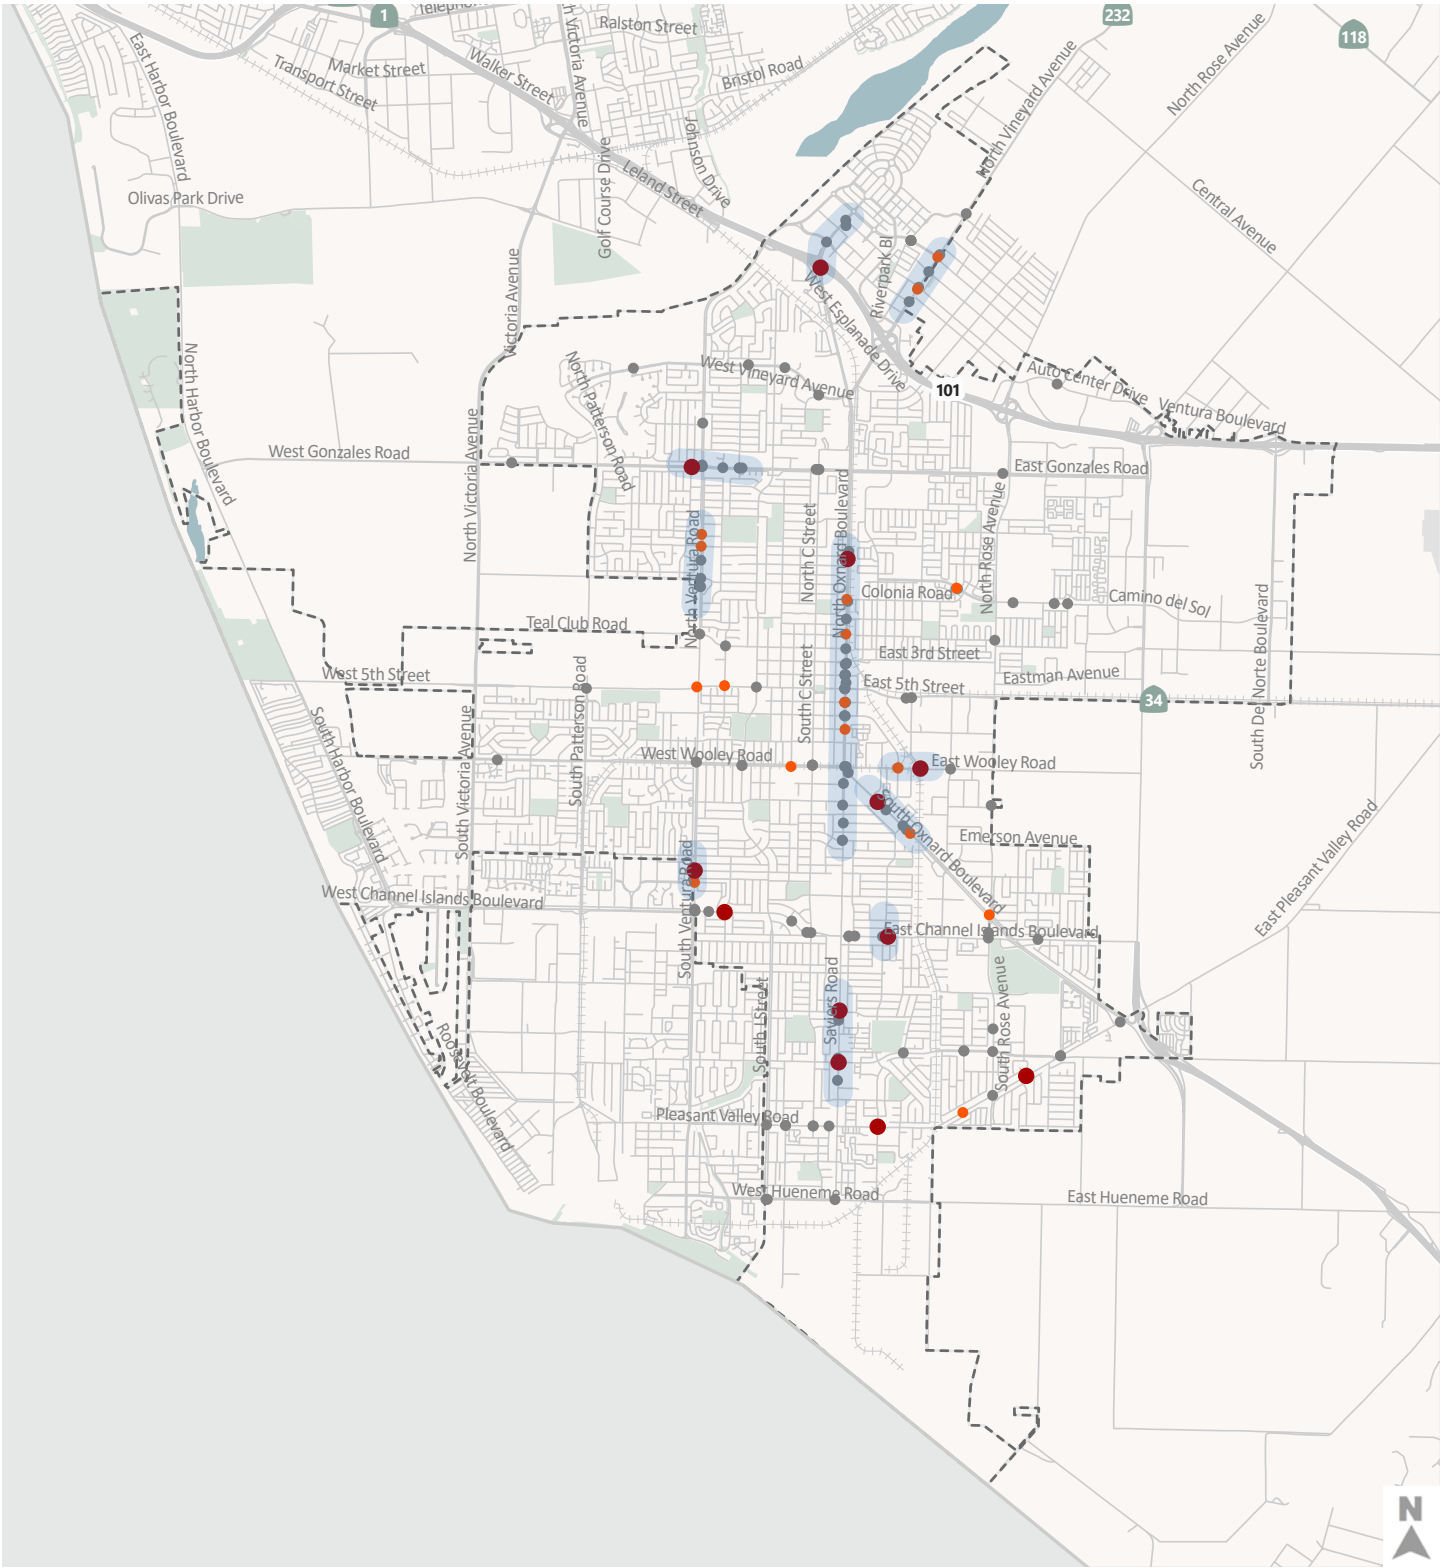 1
232
118
Ralston Street
Market Street
Transport Street
Walker Street
Bristol Road
East Harbor Boulevard
Victoria Avenue
North Rose Avenue
North Vineyard Avenue
Johnson Drive
Golf Course Drive
Leland Street
Olivas Park Drive
Central Avenue
Riverpark Bl
West Esplanade Drive
Victoria Avenue
North Harbor Boulevard
North Patterson Road
West Vineyard Avenue
101
Auto Center Drive
Ventura Boulevard
West Gonzales Road
East Gonzales Road
North Victoria Avenue
North Ventura Road
North C Street
North Oxnard Boulevard
North Rose Avenue
Colonia Road
Camino del Sol
Teal Club Road
East 3rd Street
West 5th Street
East 5th Street
Eastman Avenue
34
South Del Norte Boulevard
South C Street
South Patterson Road
South Harbor Boulevard
South Victoria Avenue
West Wooley Road
East Wooley Road
South Oxnard Boulevard
Emerson Avenue
East Pleasant Valley Road
West Channel Islands Boulevard
South Ventura Road
East Channel Islands Boulevard
Saviers Road
South J Street
South Rose Avenue
Roosevelt Boulevard
Pleasant Valley Road
West Hueneme Road
East Hueneme Road
N